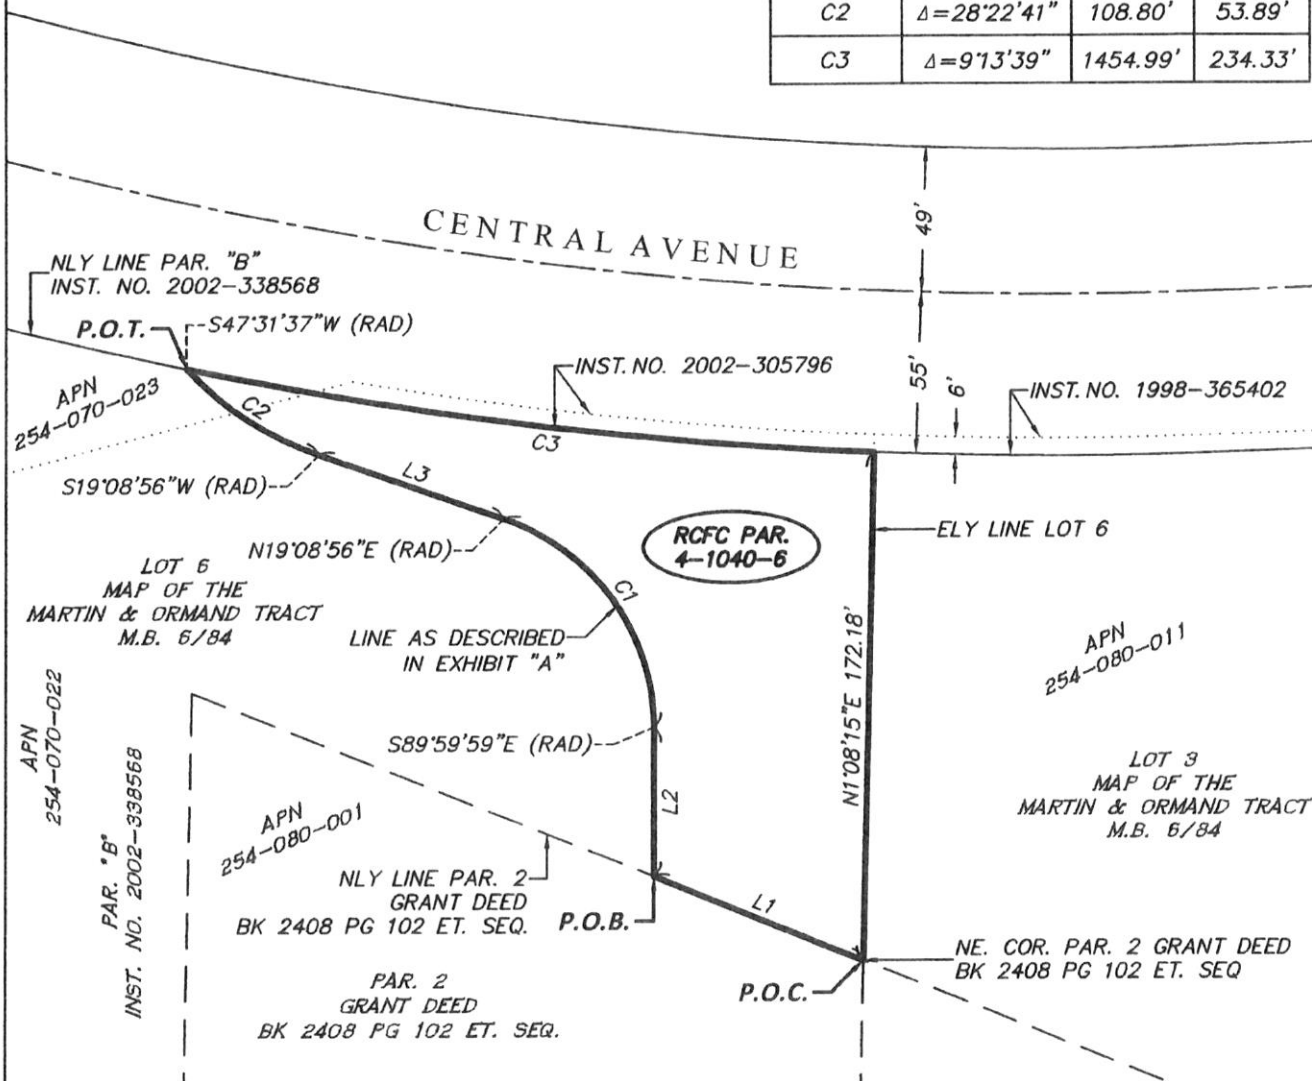 C2 Δ=28°22'41" 108.80' 53.89'
C3 Δ=9°13'39" 1454.99' 234.33'
49'
CENTRAL AVENUE
NLY LINE PAR. "B"
INST. NO. 2002-338568
P.O.T.
S47°31'37"W (RAD)
55'
6'
INST. NO. 2002-305796
INST. NO. 1998-365402
APN
254-070-023
C2
C3
L3
S19°08'56"W (RAD)
N19°08'56"E (RAD)
RCFC PAR.
4-1040-6
ELY LINE LOT 6
LOT 6
MAP OF THE
MARTIN & ORMAND TRACT
M.B. 6/84
C1
LINE AS DESCRIBED
IN EXHIBIT "A"
N1°08'15"E 172.18'
APN
254-080-011
APN
254-070-022
S89°59'59"E (RAD)
L2
LOT 3
MAP OF THE
MARTIN & ORMAND TRACT
M.B. 6/84
PAR. "B"
INST. NO. 2002-338568
APN
254-080-001
NLY LINE PAR. 2
GRANT DEED
BK 2408 PG 102 ET. SEQ.
P.O.B.
L1
NE. COR. PAR. 2 GRANT DEED
BK 2408 PG 102 ET. SEQ
P.O.C.
PAR. 2
GRANT DEED
BK 2408 PG 102 ET. SEQ.